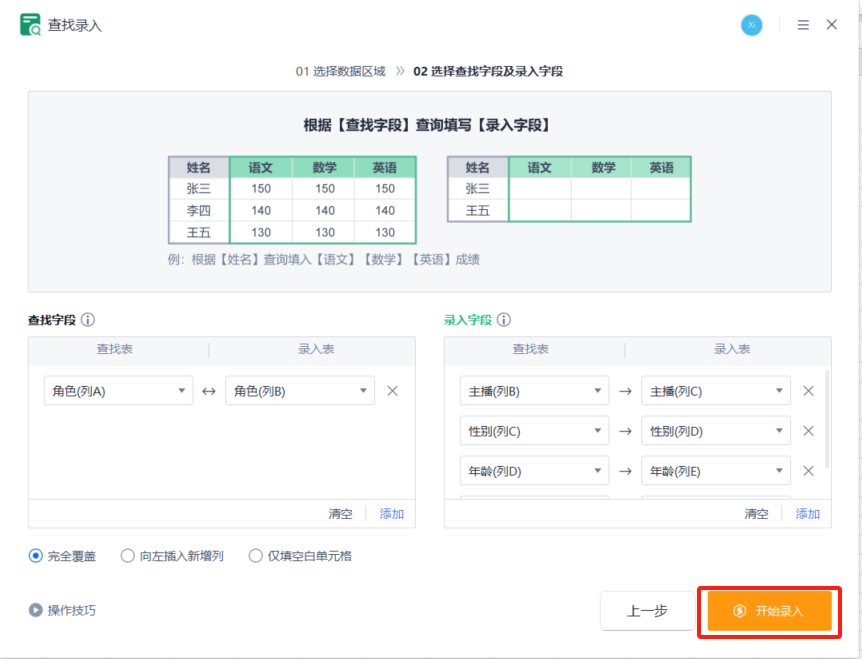 查找录入
Xi
01 选择数据区域 » 02 选择查找字段及录入字段
根据【查找字段】查询填写【录入字段】
姓名 语文 数学 英语
张三 150 150 150
李四 140 140 140
王五 130 130 130
姓名 语文 数学 英语
张三
王五
例：根据【姓名】查询填入【语文】【数学】【英语】成绩
查找字段
查找表 录入表
角色(列A) ↔ 角色(列B)
清空 添加
录入字段
查找表 录入表
主播(列B) → 主播(列C)
性别(列C) → 性别(列D)
年龄(列D) → 年龄(列E)
清空 添加
完全覆盖 向左插入新增列 仅填空白单元格
操作技巧
上一步 开始录入